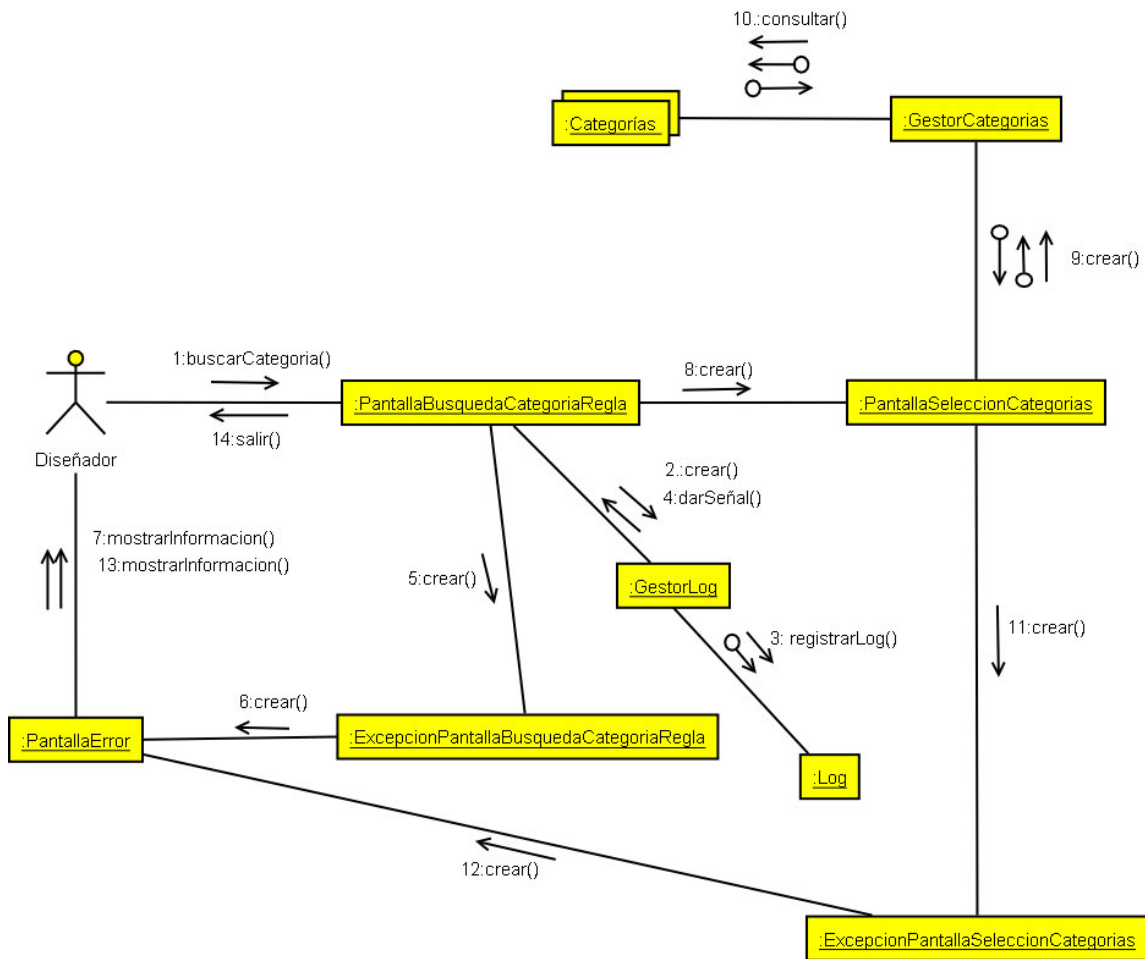 10.:consultar()
:Categorías
:GestorCategorias
9:crear()
1:buscarCategoria()
8:crear()
:PantallaBusquedaCategoriaRegla
:PantallaSeleccionCategorias
14:salir()
Diseñador
2.:crear()
4:darSeñal()
7:mostrarInformacion()
13:mostrarInformacion()
5:crear()
:GestorLog
3: registrarLog()
11:crear()
6:crear()
:PantallaError
:ExcepcionPantallaBusquedaCategoriaRegla
:Log
12:crear()
:ExcepcionPantallaSeleccionCategorias